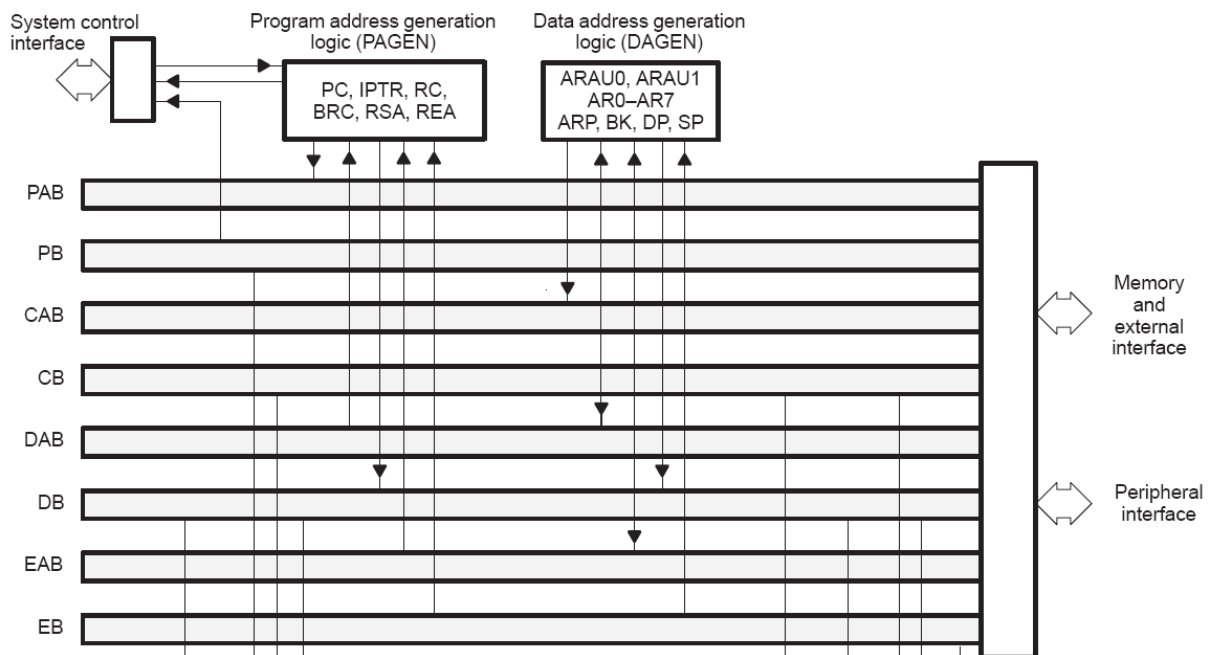 System control
interface
Program address generation
logic (PAGEN)
Data address generation
logic (DAGEN)
PC, IPTR, RC,
BRC, RSA, REA
ARAU0, ARAU1
AR0–AR7
ARP, BK, DP, SP
PAB
PB
CAB
CB
DAB
DB
EAB
EB
Memory
and
external
interface
Peripheral
interface